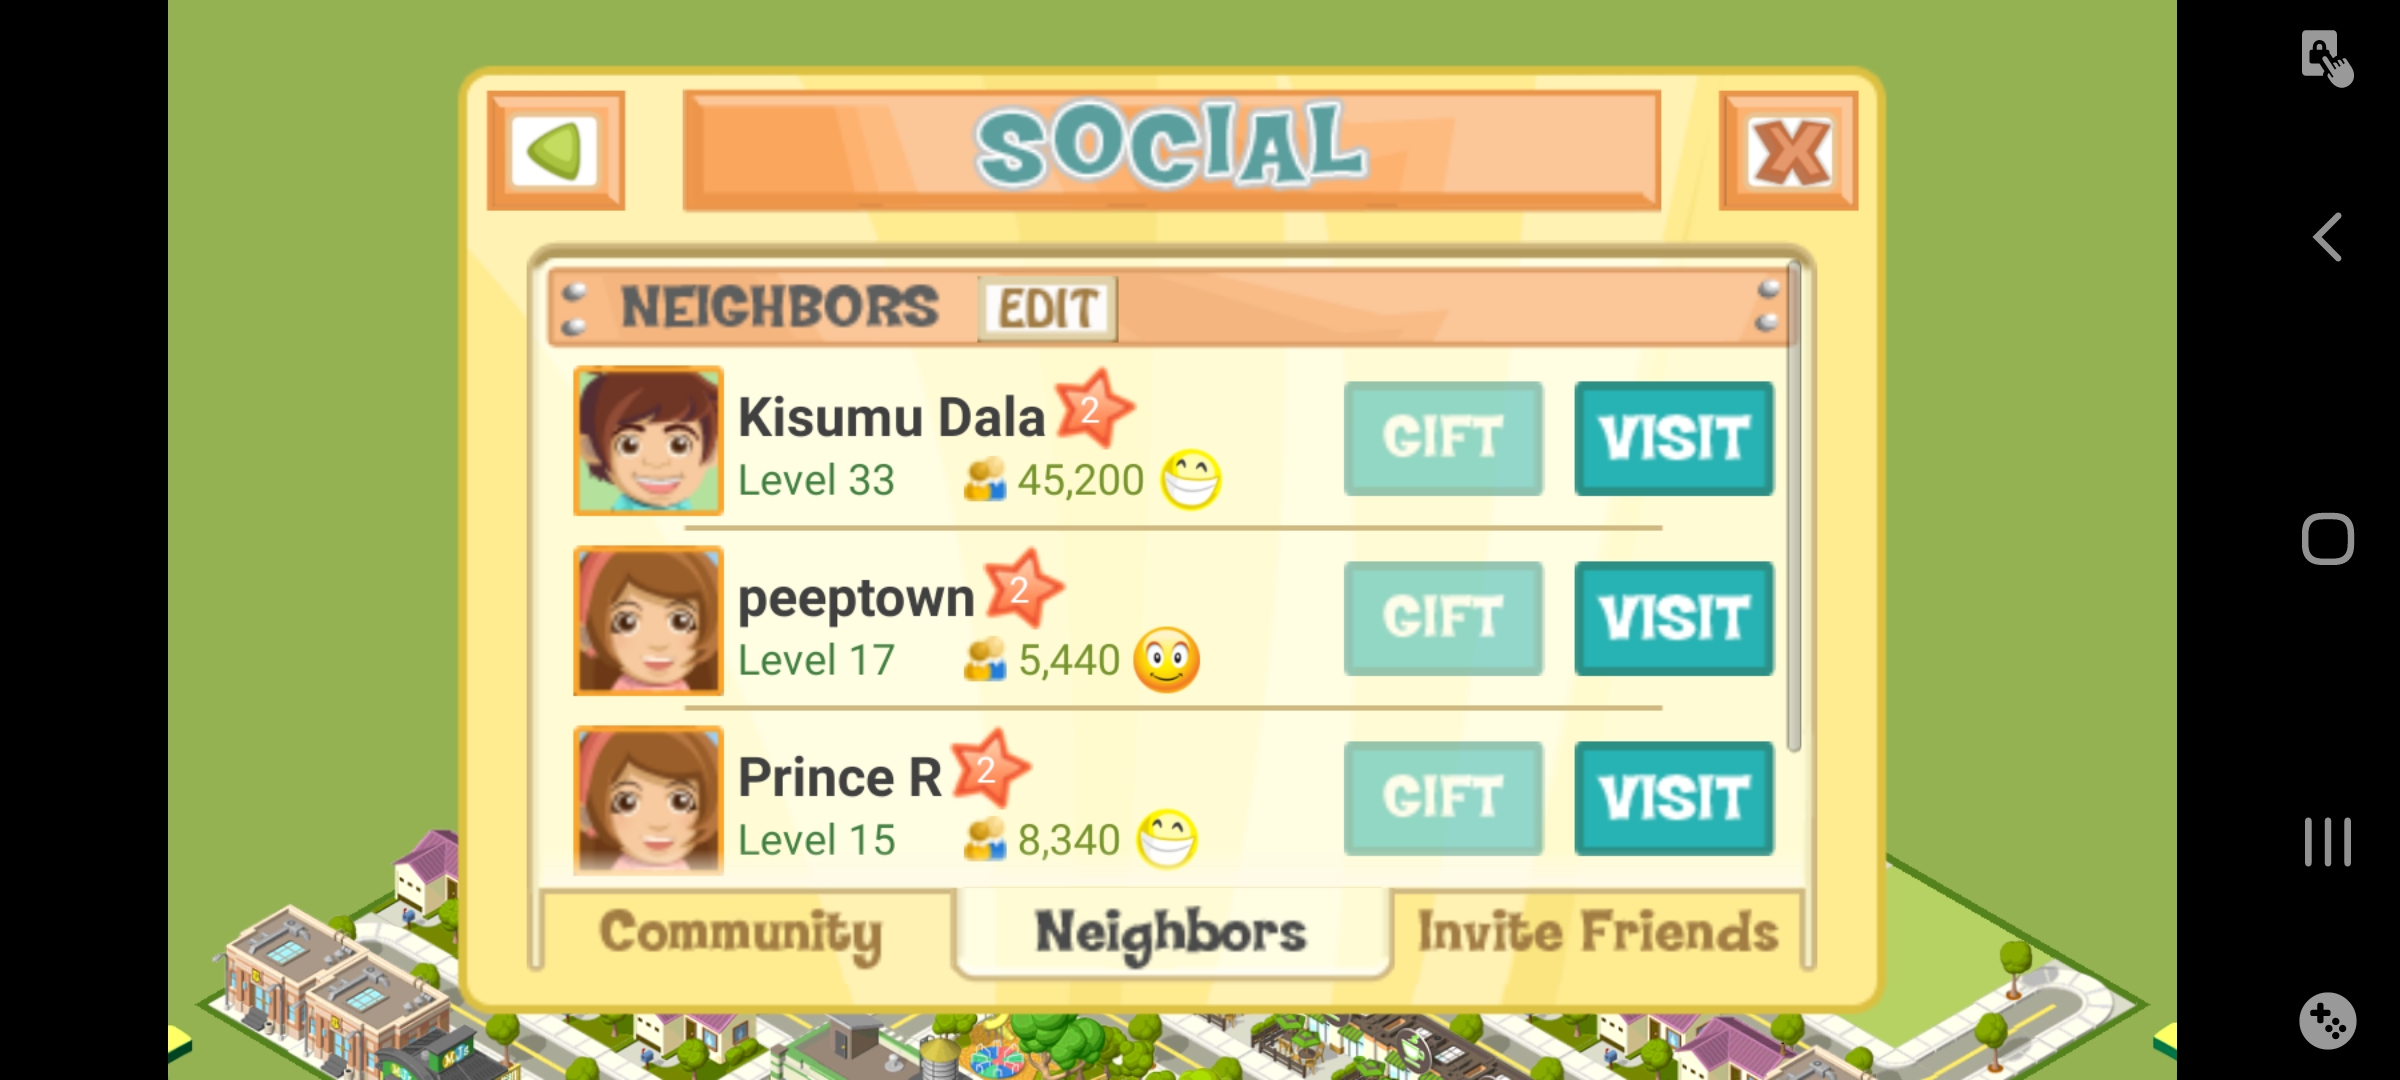 SOCIAL
NEIGHBORS EDIT
Kisumu Dala 2
Level 33 45,200
GIFT VISIT
peeptown 2
Level 17 5,440
GIFT VISIT
Prince R 2
Level 15 8,340
GIFT VISIT
Community Neighbors Invite Friends